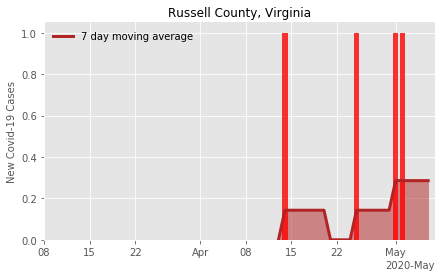 Russell County, Virginia
7 day moving average
New Covid-19 Cases
1.0
0.8
0.6
0.4
0.2
0.0
08 15 22 Apr 08 15 22 May
2020-May